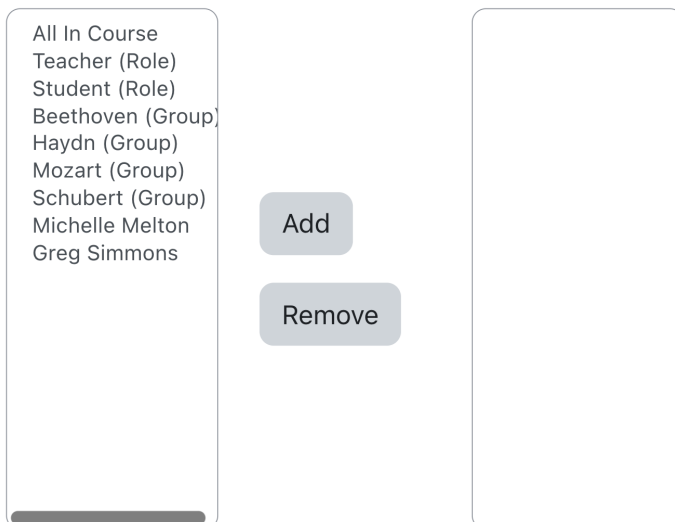 All In Course
Teacher (Role)
Student (Role)
Beethoven (Group)
Haydn (Group)
Mozart (Group)
Schubert (Group)
Michelle Melton
Greg Simmons
Add
Remove